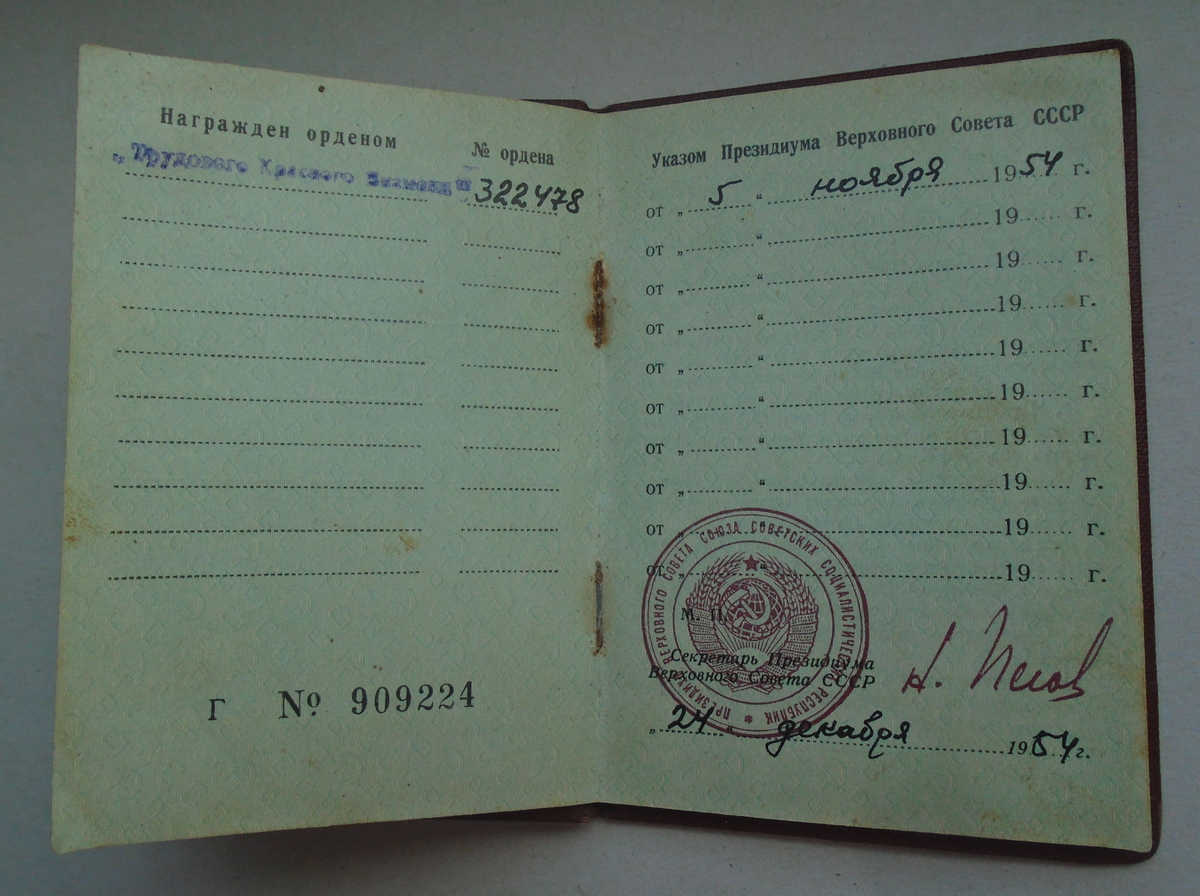 Награжден орденом
№ ордена
„Трудового Красного Знамени“
322478
Г № 909224
Указом Президиума Верховного Совета СССР
от „ 5 “ ноября 1954 г.
от „ “ 19 г.
от „ “ 19 г.
от „ “ 19 г.
от „ “ 19 г.
от „ “ 19 г.
от „ “ 19 г.
от „ “ 19 г.
от „ “ 19 г.
от „ “ 19 г.
ПРЕЗИДИУМ ВЕРХОВНОГО СОВЕТА СОЮЗА СОВЕТСКИХ СОЦИАЛИСТИЧЕСКИХ РЕСПУБЛИК
М. П.
Секретарь Президиума
Верховного Совета СССР
Н. Пегов
„ 24 “ декабря 1954 г.